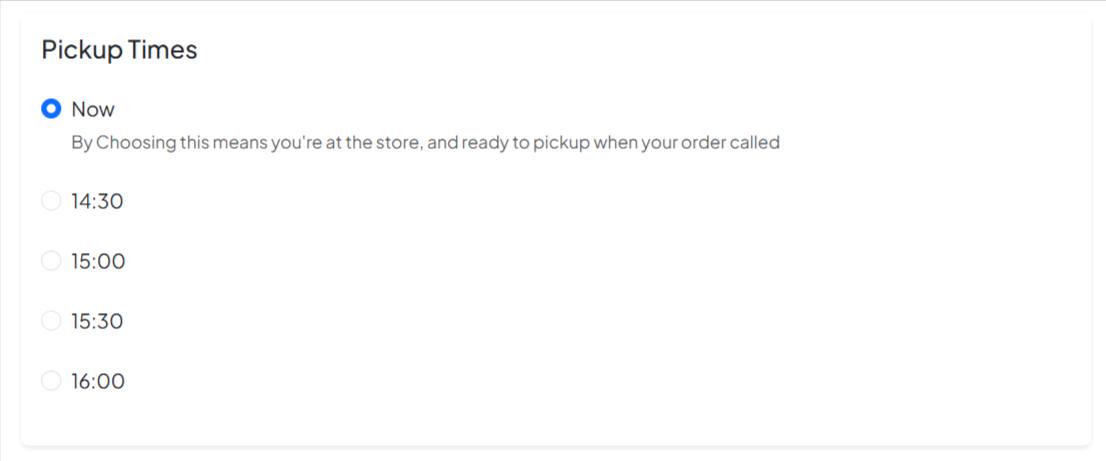 Pickup Times
Now
By Choosing this means you're at the store, and ready to pickup when your order called
14:30
15:00
15:30
16:00